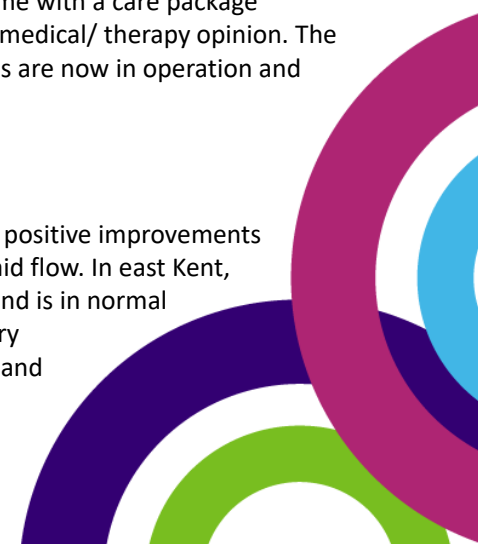 me with a care package
medical/ therapy opinion. The
s are now in operation and
positive improvements
id flow. In east Kent,
nd is in normal
ry
and